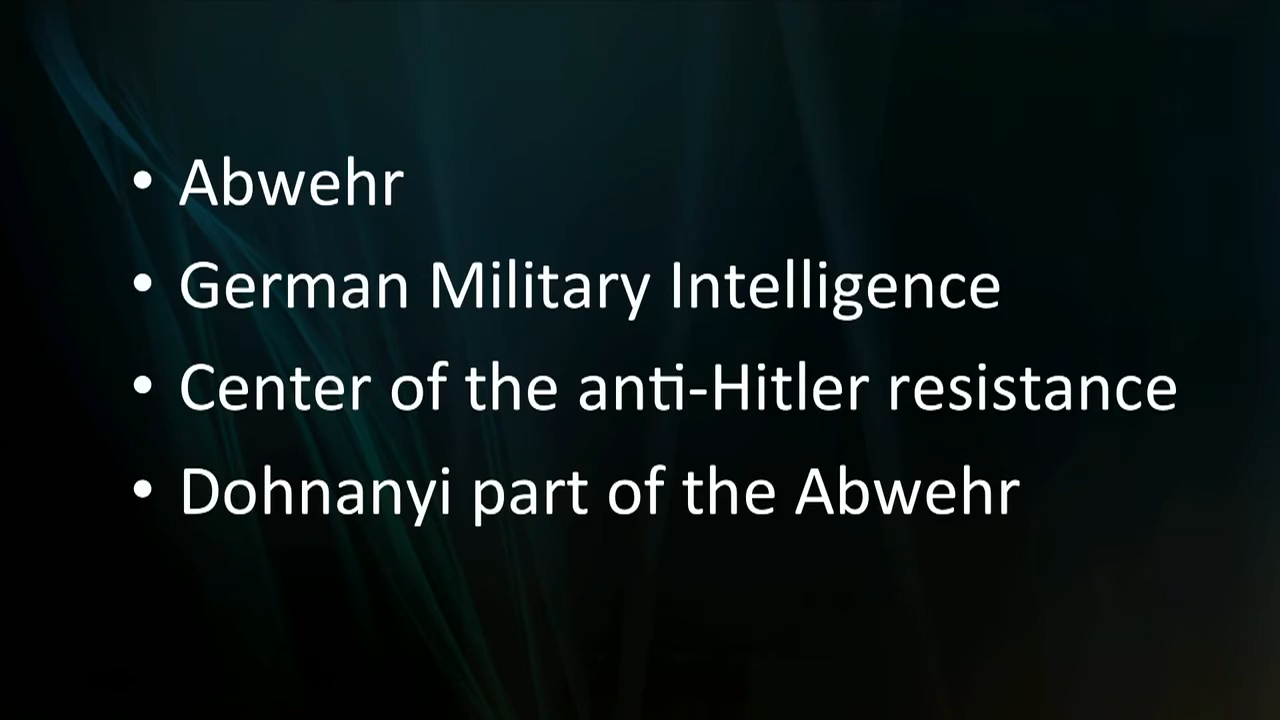 • Abwehr
• German Military Intelligence
• Center of the anti-Hitler resistance
• Dohnanyi part of the Abwehr